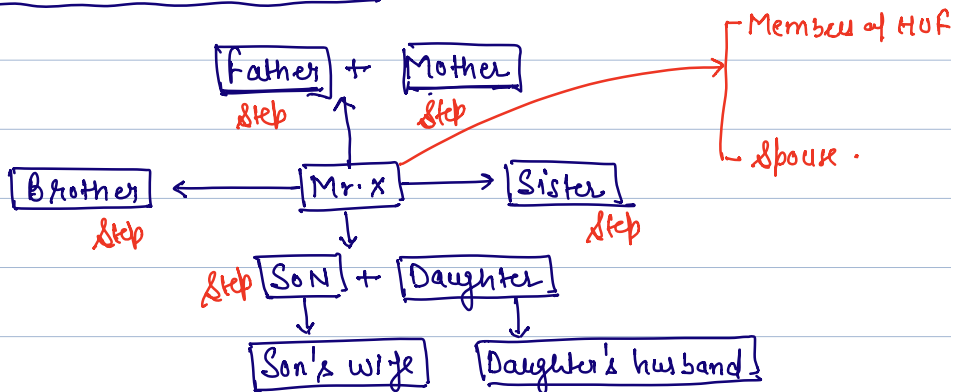 Members of HUF
Father + Mother
Step Step
Spouse .
Brother Mr. X Sister
Step Step
Step Son + Daughter
Son's wife Daughter's husband